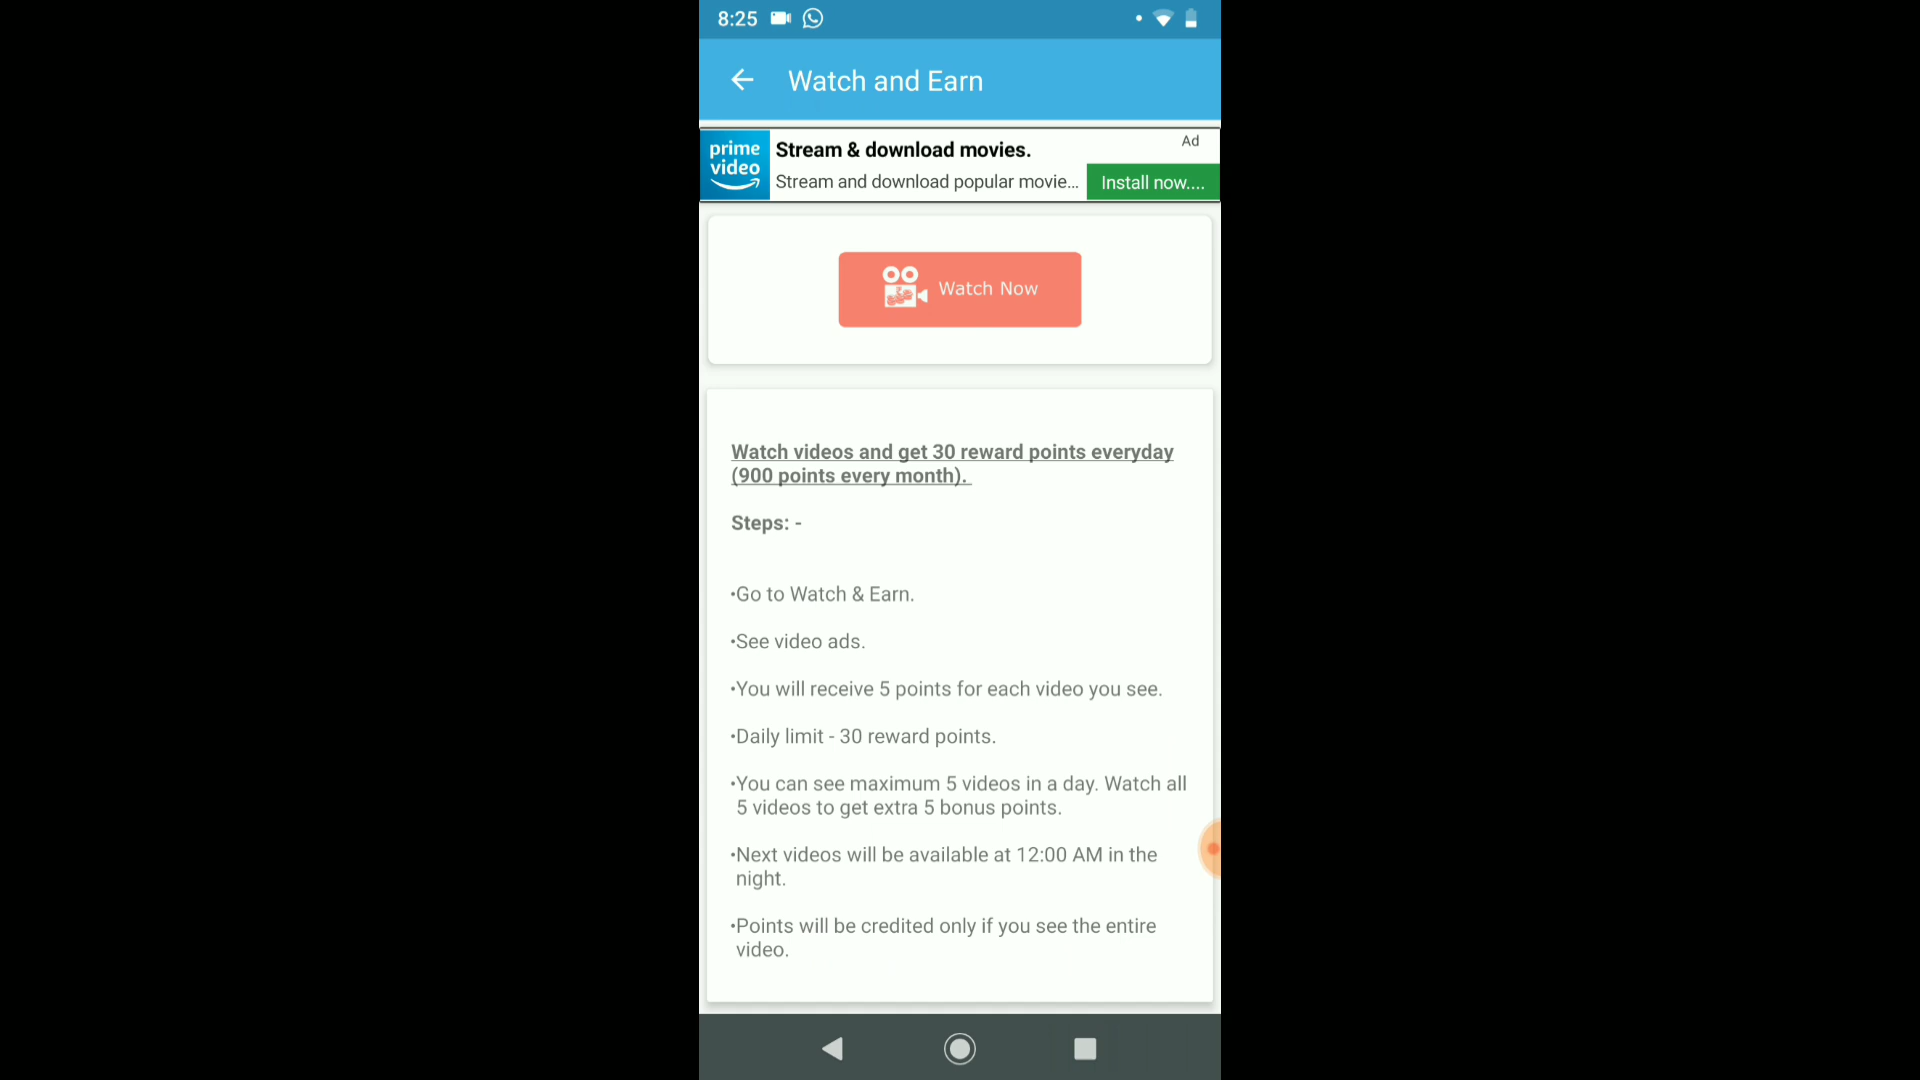 8:25
Watch and Earn
Ad
prime
video
Stream & download movies.
Stream and download popular movie...
Install now....
Watch Now
Watch videos and get 30 reward points everyday
(900 points every month).
Steps: -
•Go to Watch & Earn.
•See video ads.
•You will receive 5 points for each video you see.
•Daily limit - 30 reward points.
•You can see maximum 5 videos in a day. Watch all
5 videos to get extra 5 bonus points.
•Next videos will be available at 12:00 AM in the
night.
•Points will be credited only if you see the entire
video.